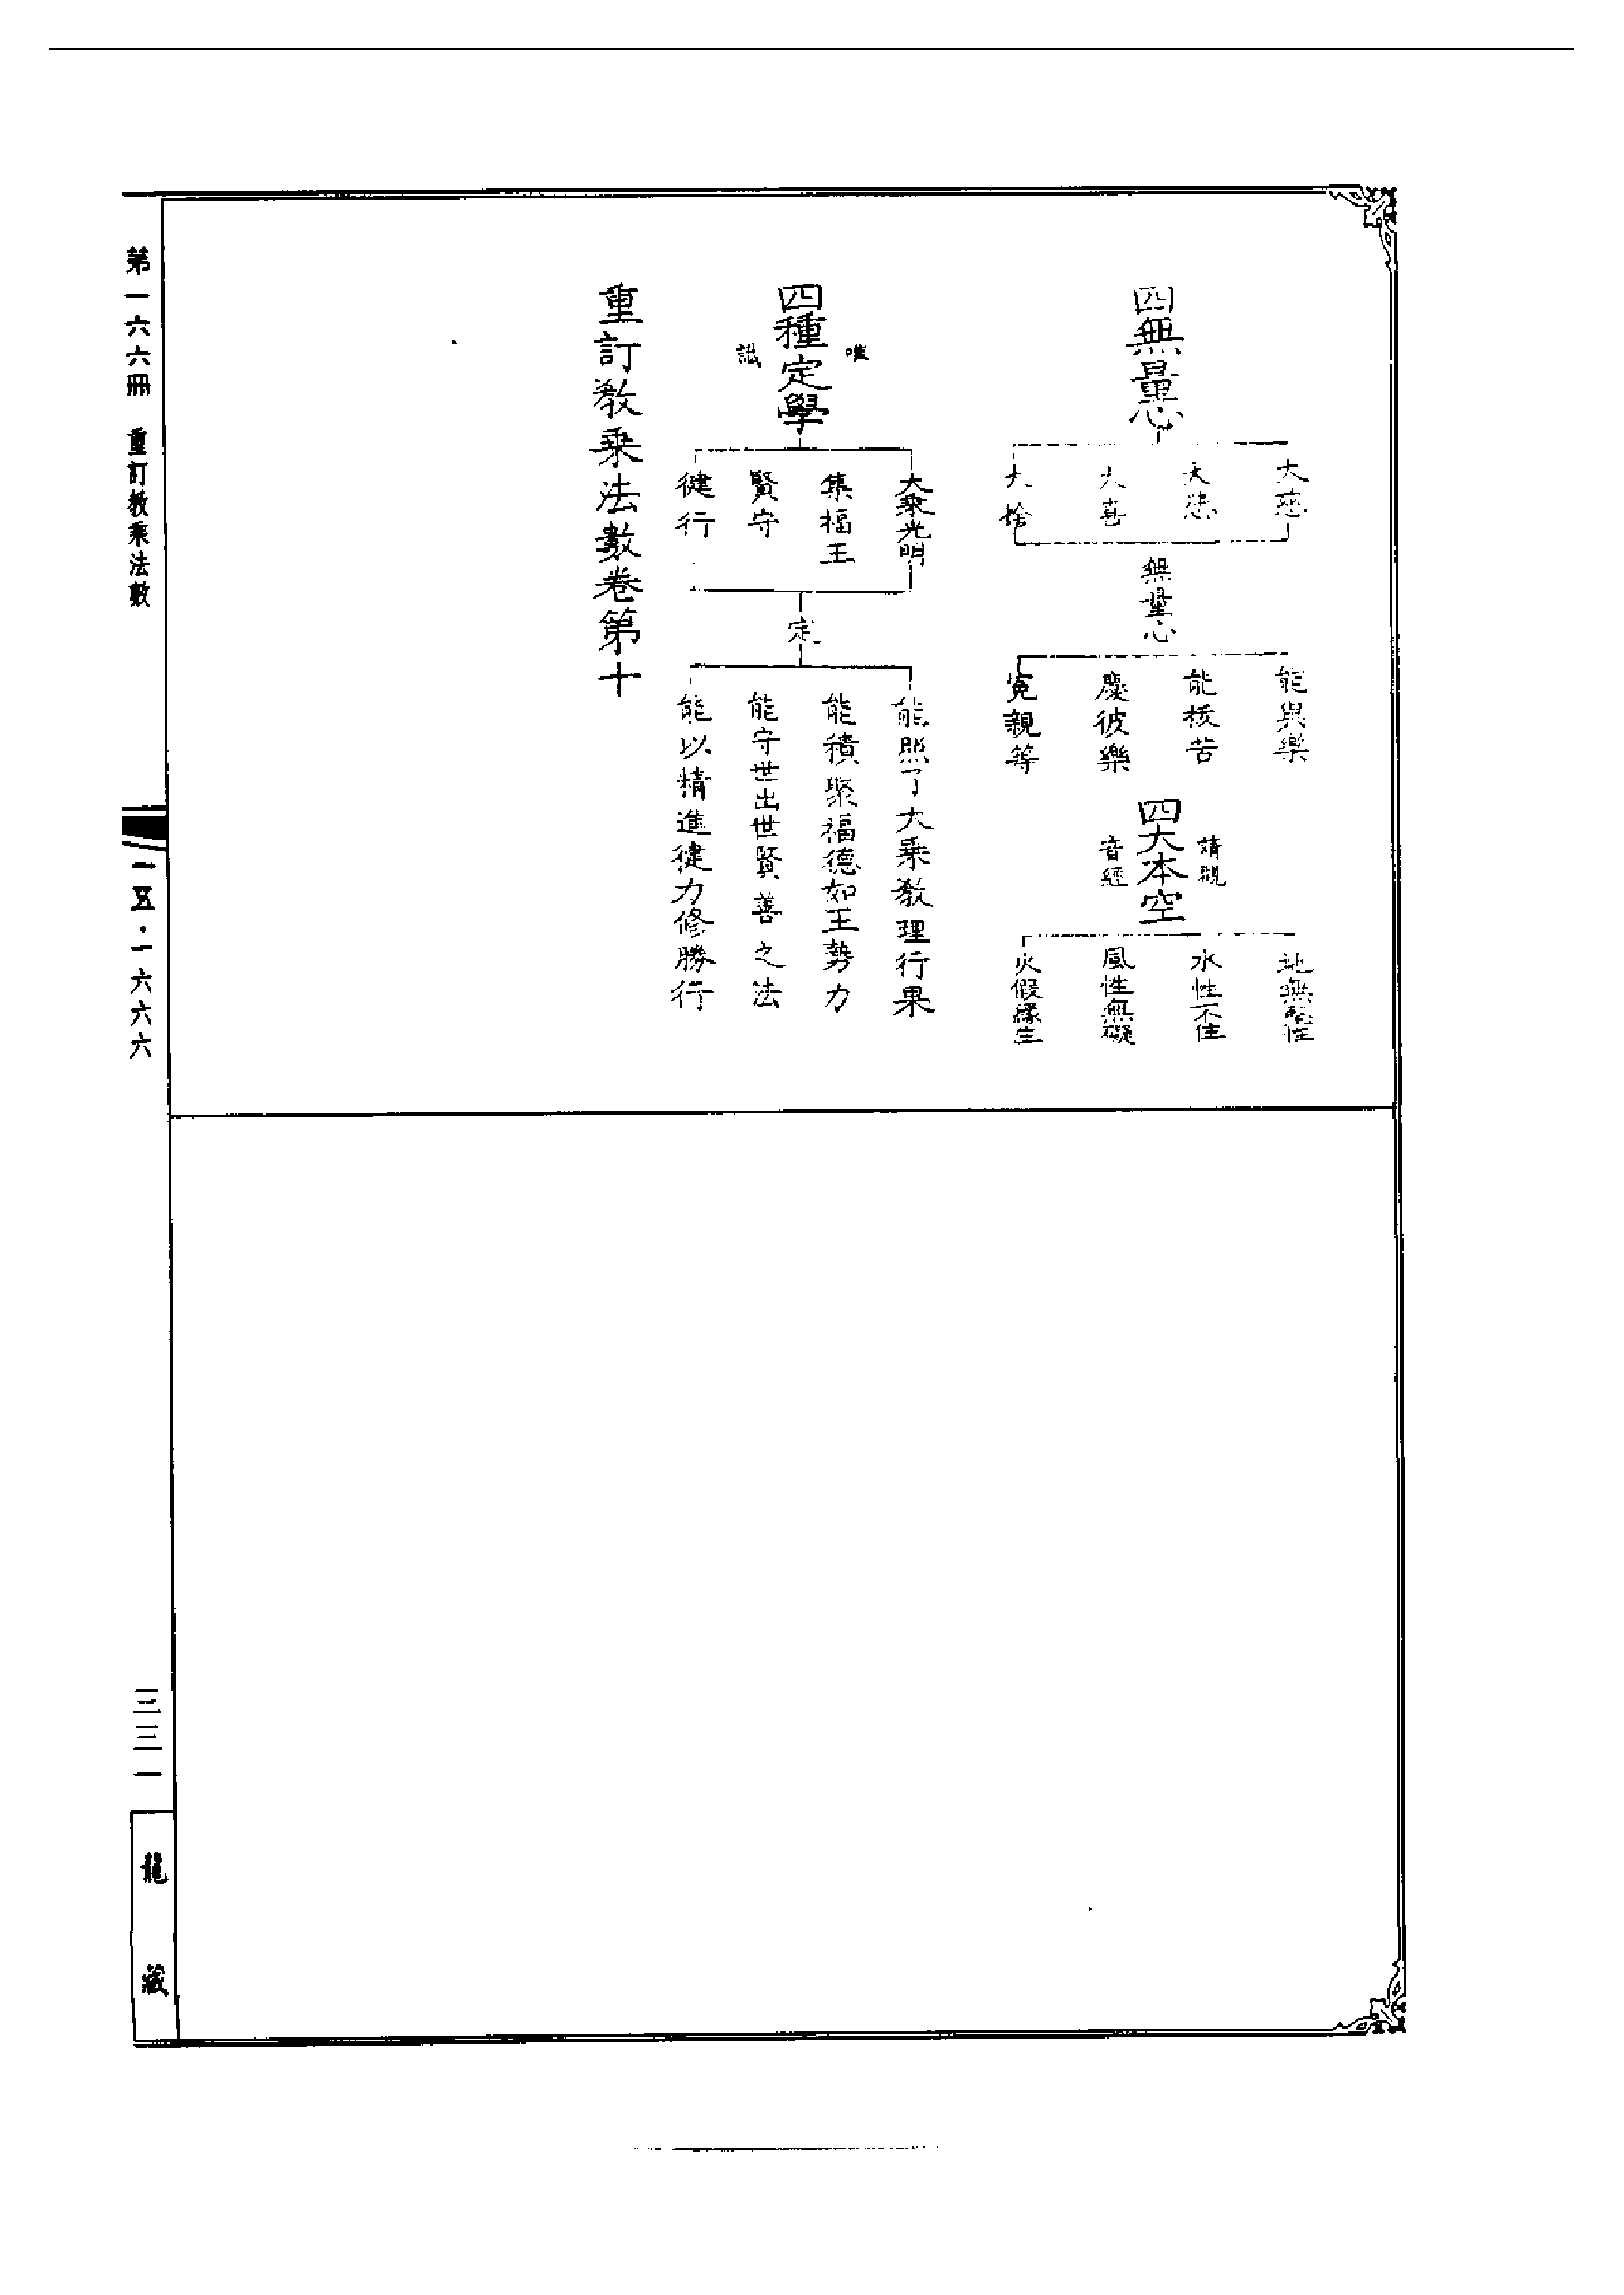 四無量心
大慈
大悲
大喜
大捨
無量心
能與樂
能拔苦
慶彼樂
冤親等
四大本空
請觀
音經
地無堅性
水性不住
風性無礙
火假緣生
四種定學
唯
識
大乘光明
集福王
賢守
健行
定
能照了大乘教理行果
能積聚福德如王勢力
能守世出世賢善之法
能以精進健力修勝行
重訂教乘法數卷第十
第一六六冊 重訂教乘法數
一五·一六六六
三三一
龍藏